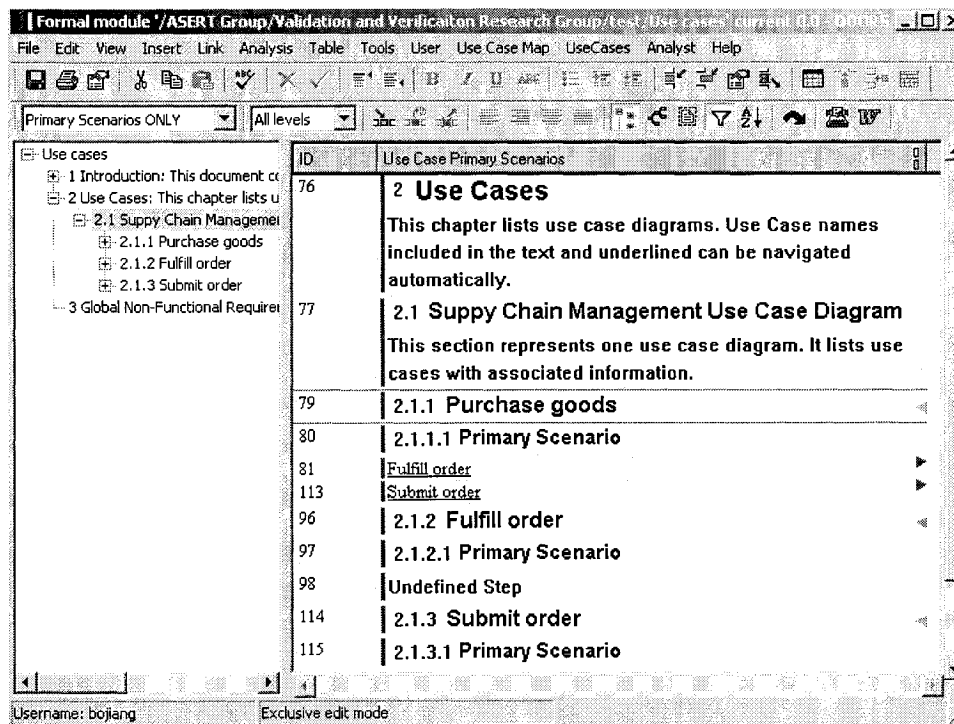 Formal module '/ASERT Group/Validation and Verificaiton Research Group/test/Use cases' current 0.0 - DOORS
File Edit View Insert Link Analysis Table Tools User Use Case Map UseCases Analyst Help
Primary Scenarios ONLY All levels
Use cases
1 Introduction: This document co
2 Use Cases: This chapter lists u
2.1 Suppy Chain Managemer
2.1.1 Purchase goods
2.1.2 Fulfill order
2.1.3 Submit order
3 Global Non-Functional Requirer
ID Use Case Primary Scenarios
76 2 Use Cases
This chapter lists use case diagrams. Use Case names
included in the text and underlined can be navigated
automatically.
77 2.1 Suppy Chain Management Use Case Diagram
This section represents one use case diagram. It lists use
cases with associated information.
79 2.1.1 Purchase goods
80 2.1.1.1 Primary Scenario
81 Fulfill order
113 Submit order
96 2.1.2 Fulfill order
97 2.1.2.1 Primary Scenario
98 Undefined Step
114 2.1.3 Submit order
115 2.1.3.1 Primary Scenario
Username: bojiang Exclusive edit mode